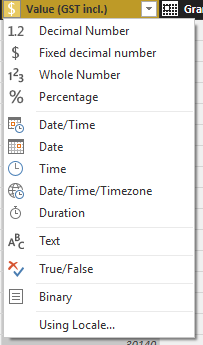 $ Value (GST incl.) Gra
1.2 Decimal Number
$ Fixed decimal number
123 Whole Number
% Percentage
Date/Time
Date
Time
Date/Time/Timezone
Duration
ABC Text
True/False
Binary
Using Locale...